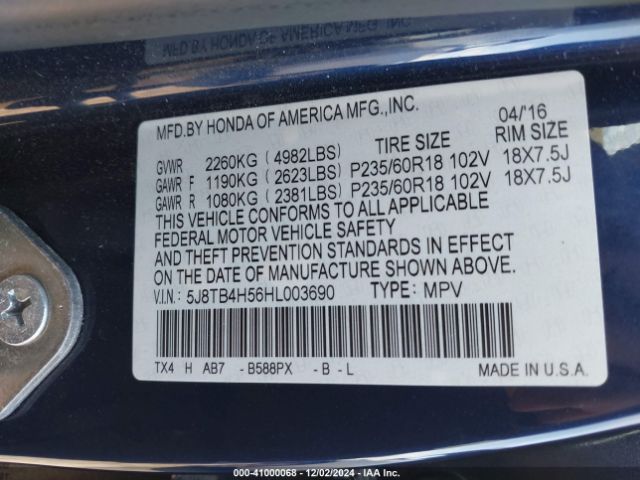 MFD.BY HONDA OF AMERICA MFG.,INC. 04/'16
TIRE SIZE RIM SIZE
GVWR 2260KG (4982LBS)
GAWR F 1190KG (2623LBS) P235/60R18 102V 18X7.5J
GAWR R 1080KG (2381LBS) P235/60R18 102V 18X7.5J
THIS VEHICLE CONFORMS TO ALL APPLICABLE
FEDERAL MOTOR VEHICLE SAFETY
AND THEFT PREVENTION STANDARDS IN EFFECT
ON THE DATE OF MANUFACTURE SHOWN ABOVE.
V.I.N.: 5J8TB4H56HL003690 TYPE: MPV
TX4 H AB7 - B588PX - B - L MADE IN U.S.A.
000-41000068 - 12/02/2024 - IAA Inc.